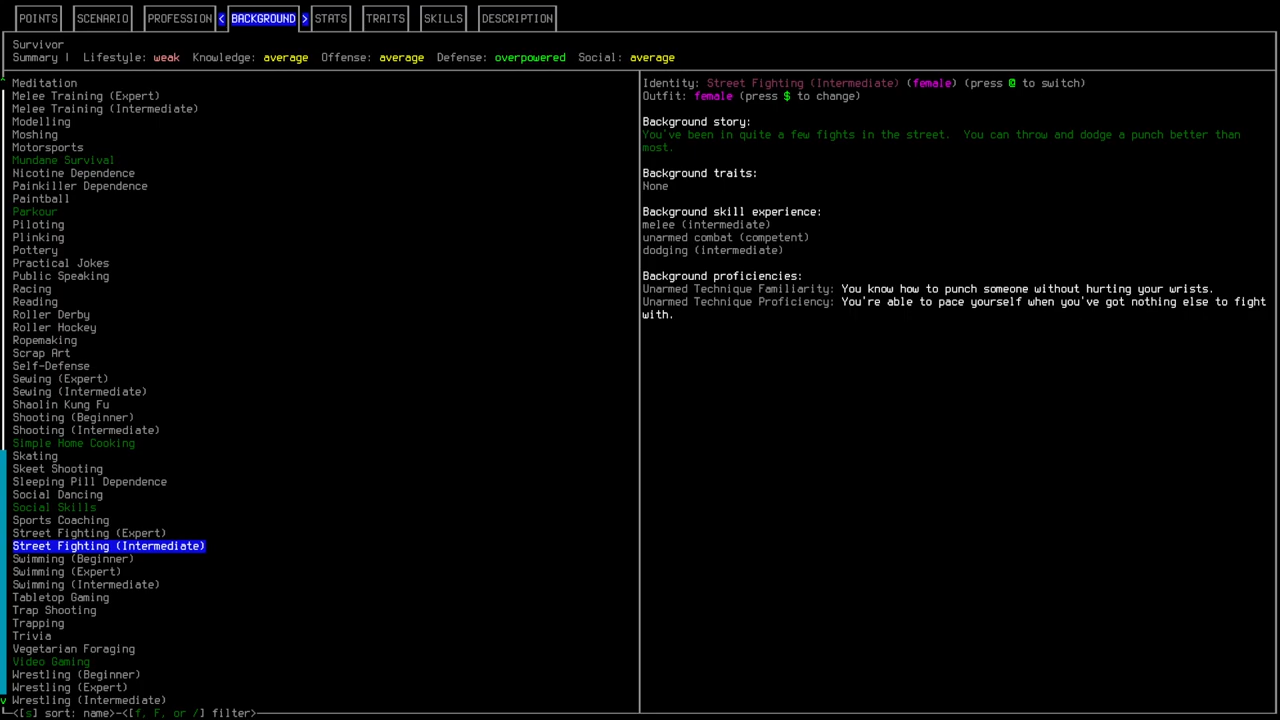 POINTS SCENARIO PROFESSION < BACKGROUND > STATS TRAITS SKILLS DESCRIPTION
Survivor
Summary | Lifestyle: weak Knowledge: average Offense: average Defense: overpowered Social: average
Meditation
Melee Training (Expert)
Melee Training (Intermediate)
Modelling
Moshing
Motorsports
Mundane Survival
Nicotine Dependence
Painkiller Dependence
Paintball
Parkour
Piloting
Plinking
Pottery
Practical Jokes
Public Speaking
Racing
Reading
Roller Derby
Roller Hockey
Ropemaking
Scrap Art
Self-Defense
Sewing (Expert)
Sewing (Intermediate)
Shaolin Kung Fu
Shooting (Beginner)
Shooting (Intermediate)
Simple Home Cooking
Skating
Skeet Shooting
Sleeping Pill Dependence
Social Dancing
Social Skills
Sports Coaching
Street Fighting (Expert)
Street Fighting (Intermediate)
Swimming (Beginner)
Swimming (Expert)
Swimming (Intermediate)
Tabletop Gaming
Trap Shooting
Trapping
Trivia
Vegetarian Foraging
Video Gaming
Wrestling (Beginner)
Wrestling (Expert)
Wrestling (Intermediate)
<[s] sort: name>-<[f, F, or /] filter>
Identity: Street Fighting (Intermediate) (female) (press @ to switch)
Outfit: female (press $ to change)
Background story:
You've been in quite a few fights in the street. You can throw and dodge a punch better than
most.
Background traits:
None
Background skill experience:
melee (intermediate)
unarmed combat (competent)
dodging (intermediate)
Background proficiencies:
Unarmed Technique Familiarity: You know how to punch someone without hurting your wrists.
Unarmed Technique Proficiency: You're able to pace yourself when you've got nothing else to fight
with.